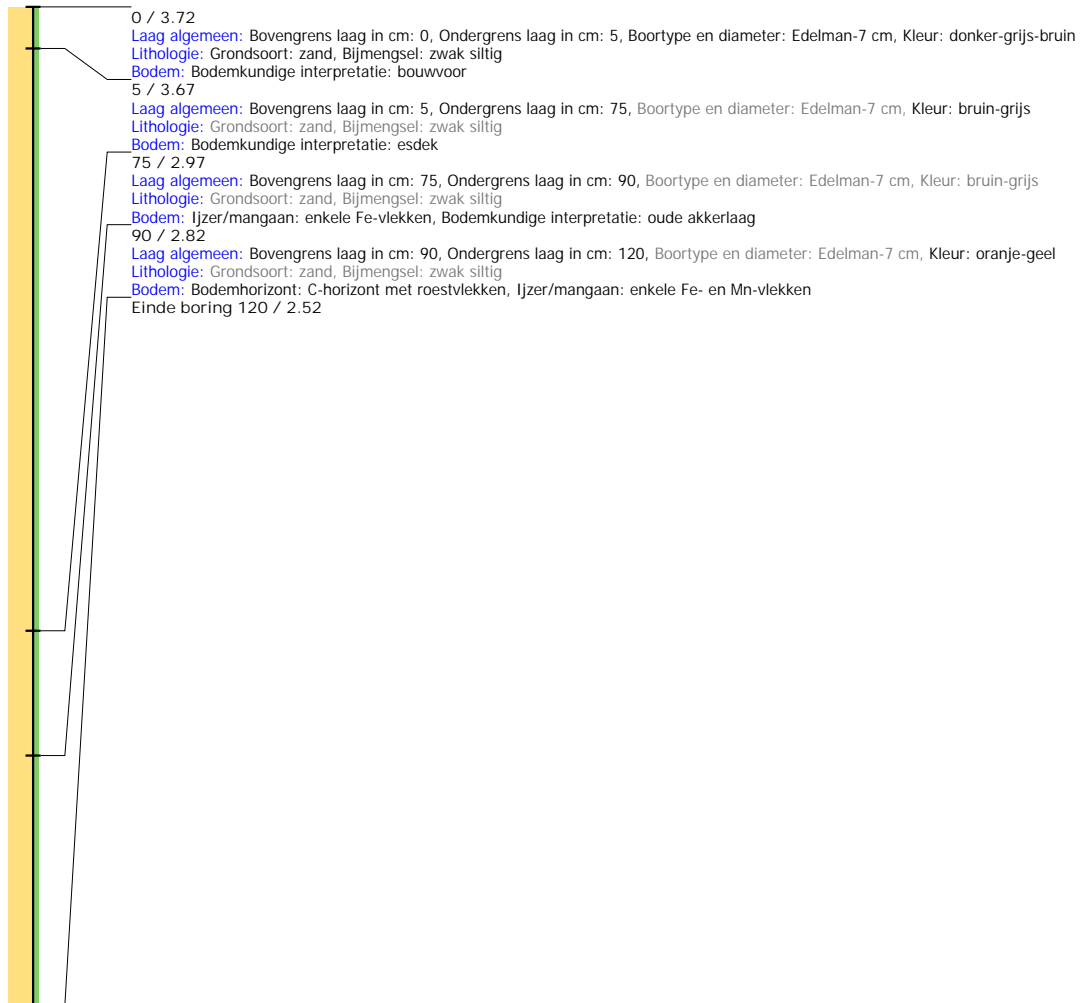 0 / 3.72
Laag algemeen: Bovengrens laag in cm: 0, Ondergrens laag in cm: 5, Boortype en diameter: Edelman-7 cm, Kleur: donker-grijs-bruin
Lithologie: Grondsoort: zand, Bijmengsel: zwak siltig
Bodem: Bodemkundige interpretatie: bouwvoor
5 / 3.67
Laag algemeen: Bovengrens laag in cm: 5, Ondergrens laag in cm: 75, Boortype en diameter: Edelman-7 cm, Kleur: bruin-grijs
Lithologie: Grondsoort: zand, Bijmengsel: zwak siltig
Bodem: Bodemkundige interpretatie: esdek
75 / 2.97
Laag algemeen: Bovengrens laag in cm: 75, Ondergrens laag in cm: 90, Boortype en diameter: Edelman-7 cm, Kleur: bruin-grijs
Lithologie: Grondsoort: zand, Bijmengsel: zwak siltig
Bodem: Ijzer/mangaan: enkele Fe-vlekken, Bodemkundige interpretatie: oude akkerlaag
90 / 2.82
Laag algemeen: Bovengrens laag in cm: 90, Ondergrens laag in cm: 120, Boortype en diameter: Edelman-7 cm, Kleur: oranje-geel
Lithologie: Grondsoort: zand, Bijmengsel: zwak siltig
Bodem: Bodemhorizont: C-horizont met roestvlekken, Ijzer/mangaan: enkele Fe- en Mn-vlekken
Einde boring 120 / 2.52